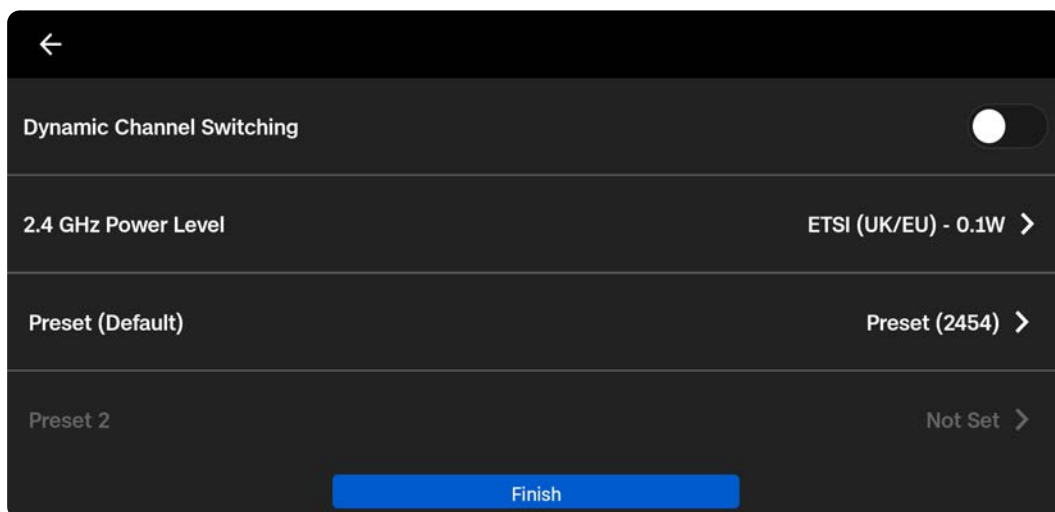 Dynamic Channel Switching
2.4 GHz Power Level ETSI (UK/EU) - 0.1W
Preset (Default) Preset (2454)
Preset 2 Not Set
Finish